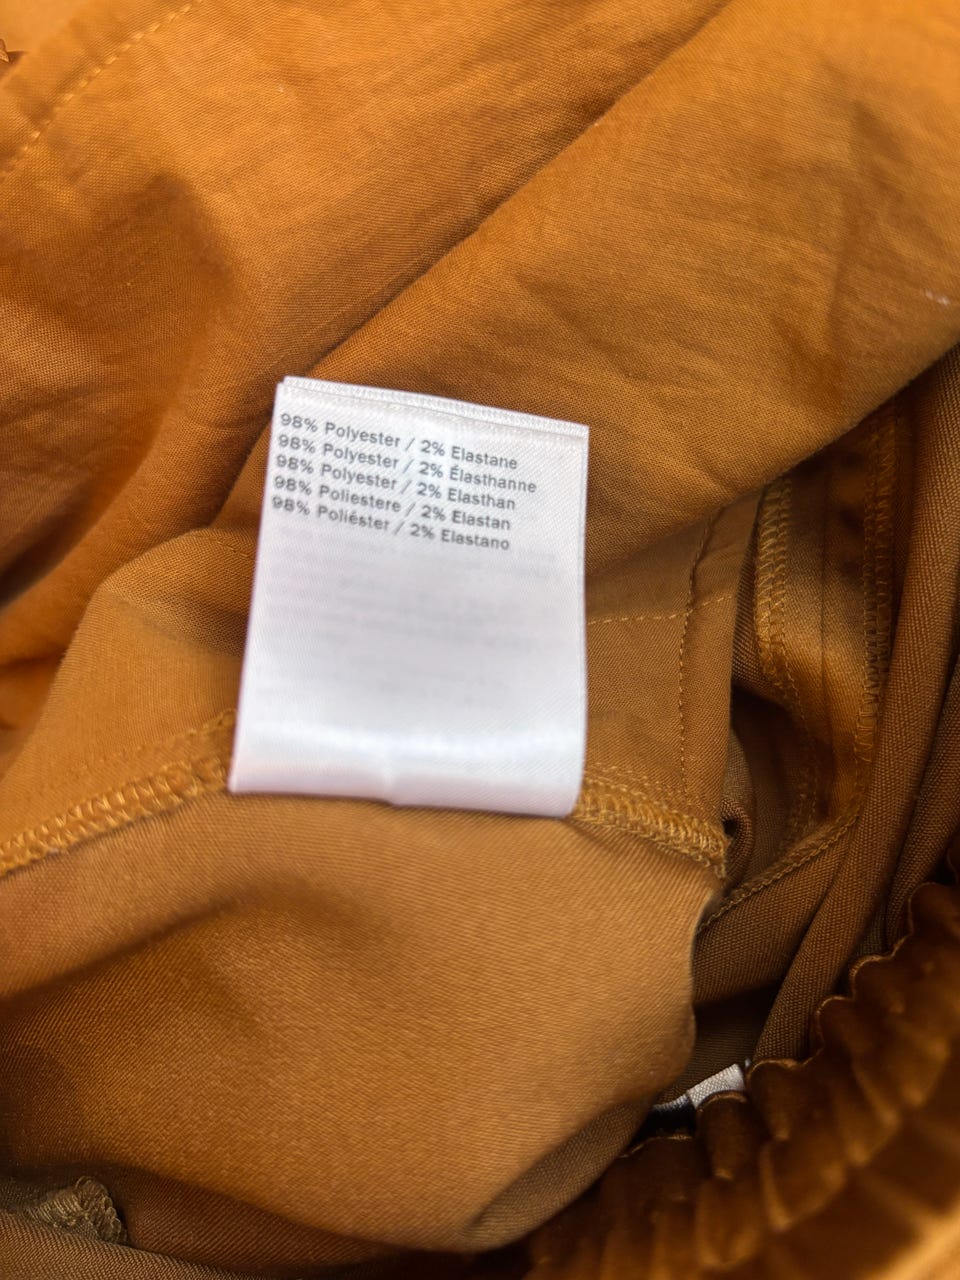 98% Polyester / 2% Elastane
98% Polyester / 2% Élasthanne
98% Polyester / 2% Elasthan
98% Poliestere / 2% Elastan
98% Poliéster / 2% Elastano